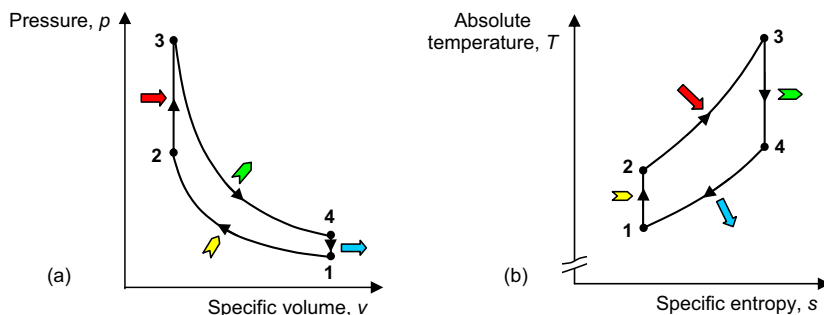 Pressure, p
3
2
4
1
(a)
Specific volume, v
Absolute
temperature, T
3
4
2
1
(b)
Specific entropy, s